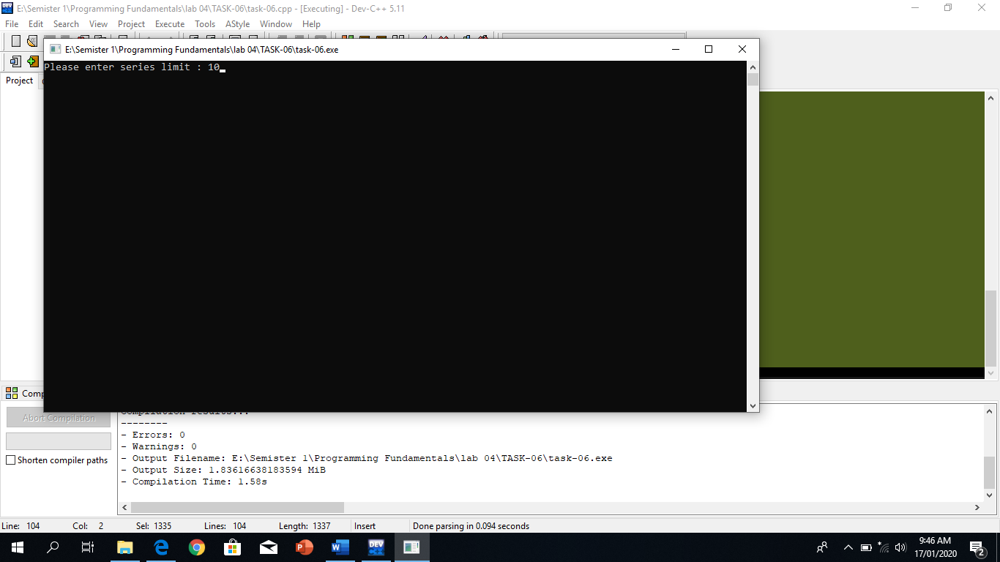 E:\Semister 1\Programming Fundamentals\lab 04\TASK-06\task-06.cpp - [Executing] - Dev-C++ 5.11
File Edit Search View Project Execute Tools AStyle Window Help
E:\Semister 1\Programming Fundamentals\lab 04\TASK-06\task-06.exe
Please enter series limit : 10
Project
Comp
Abort Compilation
Shorten compiler paths
Compilation results...
--------
- Errors: 0
- Warnings: 0
- Output Filename: E:\Semister 1\Programming Fundamentals\lab 04\TASK-06\task-06.exe
- Output Size: 1.83616638183594 MiB
- Compilation Time: 1.58s
Line: 104 Col: 2 Sel: 1335 Lines: 104 Length: 1337 Insert Done parsing in 0.094 seconds
9:46 AM
17/01/2020
2